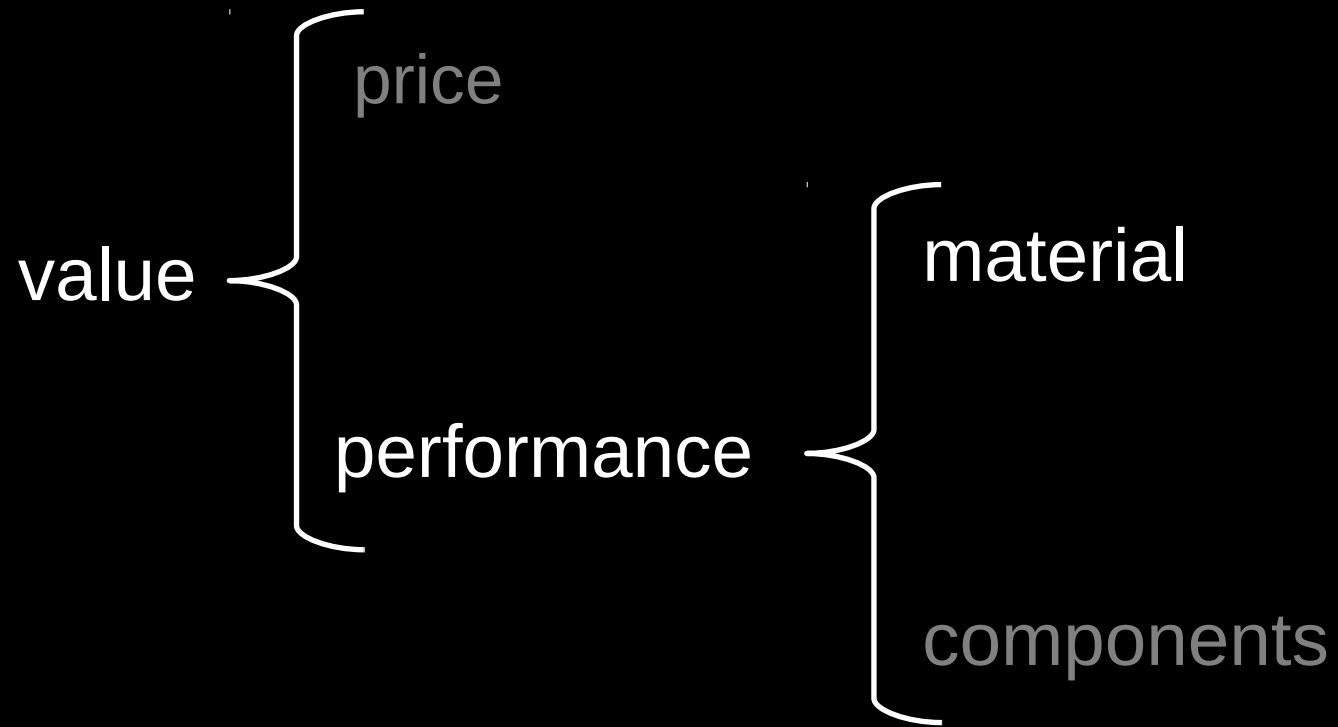 price
value
material
performance
components